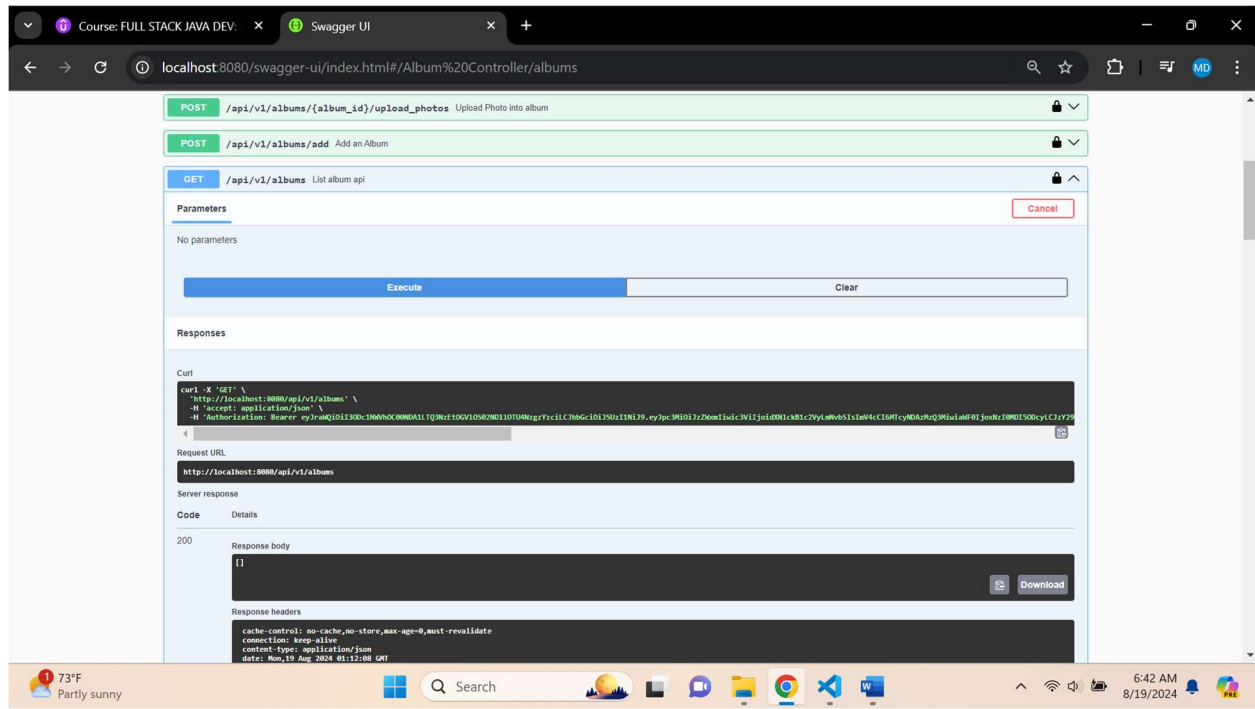 Course: FULL STACK JAVA DEV:
Swagger UI
localhost:8080/swagger-ui/index.html#/Album%20Controller/albums
MD
POST /api/v1/albums/{album_id}/upload_photos Upload Photo into album
POST /api/v1/albums/add Add an Album
GET /api/v1/albums List album api
Parameters
Cancel
No parameters
Execute
Clear
Responses
Curl
curl -X 'GET' \
'http://localhost:8080/api/v1/albums' \
-H 'accept: application/json' \
-H 'Authorization: Bearer
Request URL
http://localhost:8080/api/v1/albums
Server response
Code Details
200
Response body
[]
Download
Response headers
cache-control: no-cache,no-store,max-age=0,must-revalidate
connection: keep-alive
content-type: application/json
date: Mon,19 Aug 2024 01:12:08 GMT
1
73°F
Partly sunny
Search
6:42 AM
8/19/2024
PRE